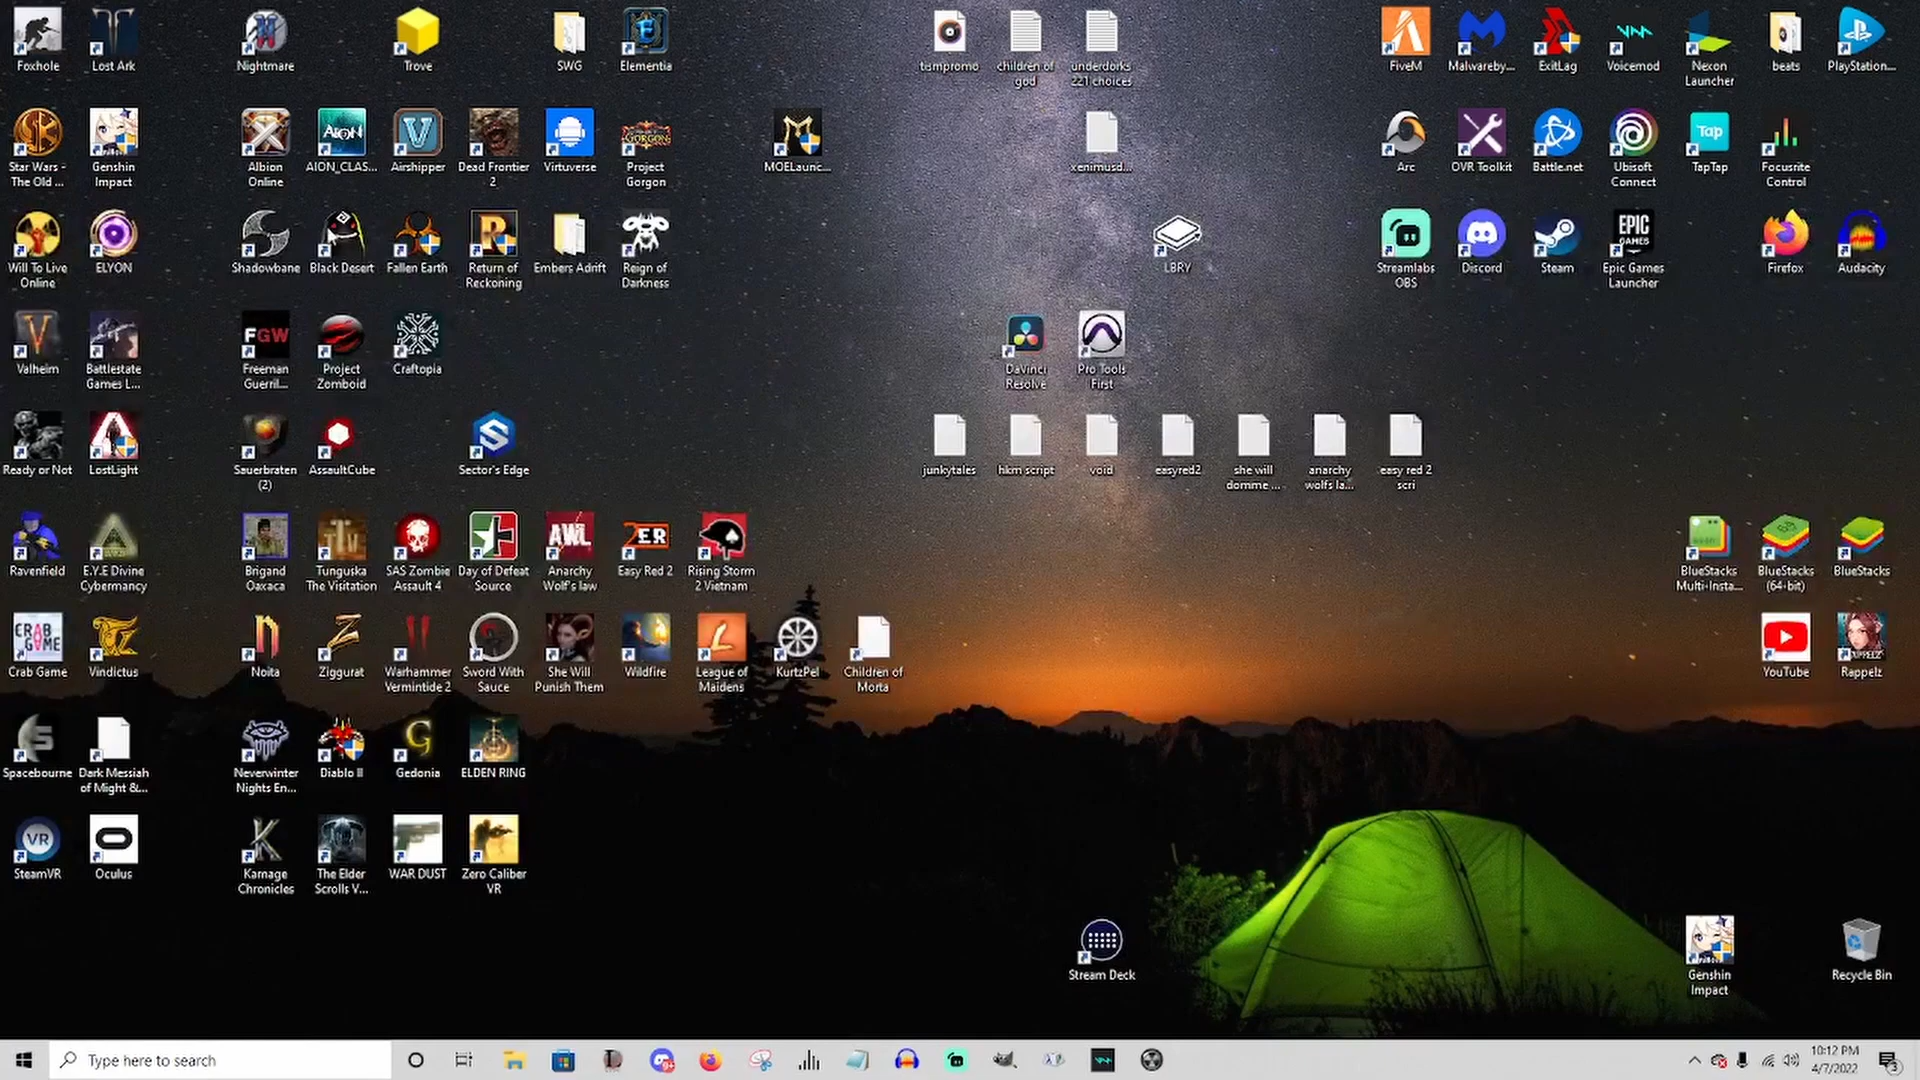 Foxhole
Lost Ark
Nightmare
Trove
SWG
Elementia
tismpromo
children of
god
underdorks
221 choices
FiveM
Malwareby...
ExitLag
Voicemod
Nexon
Launcher
beats
PlayStation...
Star Wars -
The Old ...
Genshin
Impact
Albion
Online
AION_CLAS...
Airshipper
Dead Frontier
2
Virtuverse
Project
Gorgon
MOELaunc...
xenimusd...
Arc
OVR Toolkit
Battle.net
Ubisoft
Connect
TapTap
Focusrite
Control
Will To Live
Online
ELYON
Shadowbane
Black Desert
Fallen Earth
Return of
Reckoning
Embers Adrift
Reign of
Darkness
LBRY
Streamlabs
OBS
Discord
Steam
Epic Games
Launcher
Firefox
Audacity
Valheim
Battlestate
Games L...
Freeman
Guerril...
Project
Zomboid
Craftopia
DaVinci
Resolve
Pro Tools
First
Ready or Not
LostLight
Sauerbraten
(2)
AssaultCube
Sector's Edge
junkytales
hkm script
void
easyred2
she will
domme ...
anarchy
wolfs la...
easy red 2
scri
Ravenfield
E.Y.E Divine
Cybermancy
Brigand
Oaxaca
Tunguska
The Visitation
SAS Zombie
Assault 4
Day of Defeat
Source
Anarchy
Wolf's law
Easy Red 2
Rising Storm
2 Vietnam
BlueStacks
Multi-Insta...
BlueStacks
(64-bit)
BlueStacks
Crab Game
Vindictus
Noita
Ziggurat
Warhammer
Vermintide 2
Sword With
Sauce
She Will
Punish Them
Wildfire
League of
Maidens
KurtzPel
Children of
Morta
YouTube
Rappelz
Spacebourne
Dark Messiah
of Might &...
Neverwinter
Nights En...
Diablo II
Gedonia
ELDEN RING
SteamVR
Oculus
Karnage
Chronicles
The Elder
Scrolls V...
WAR DUST
Zero Caliber
VR
Stream Deck
Genshin
Impact
Recycle Bin
Type here to search
10:12 PM
4/7/2022